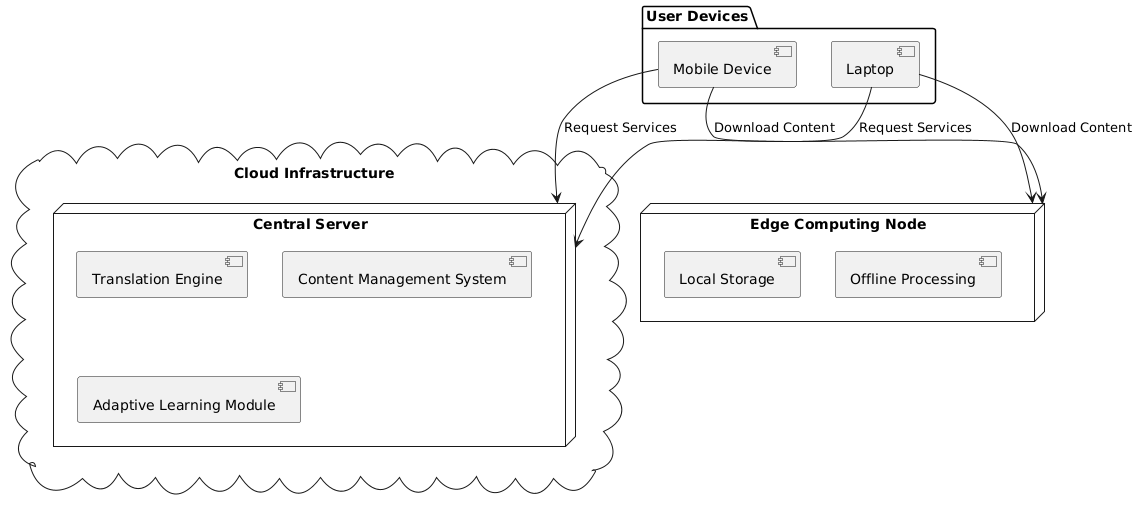 User Devices
Mobile Device
Laptop
Request Services
Download Content
Request Services
Download Content
Cloud Infrastructure
Central Server
Translation Engine
Content Management System
Adaptive Learning Module
Edge Computing Node
Local Storage
Offline Processing